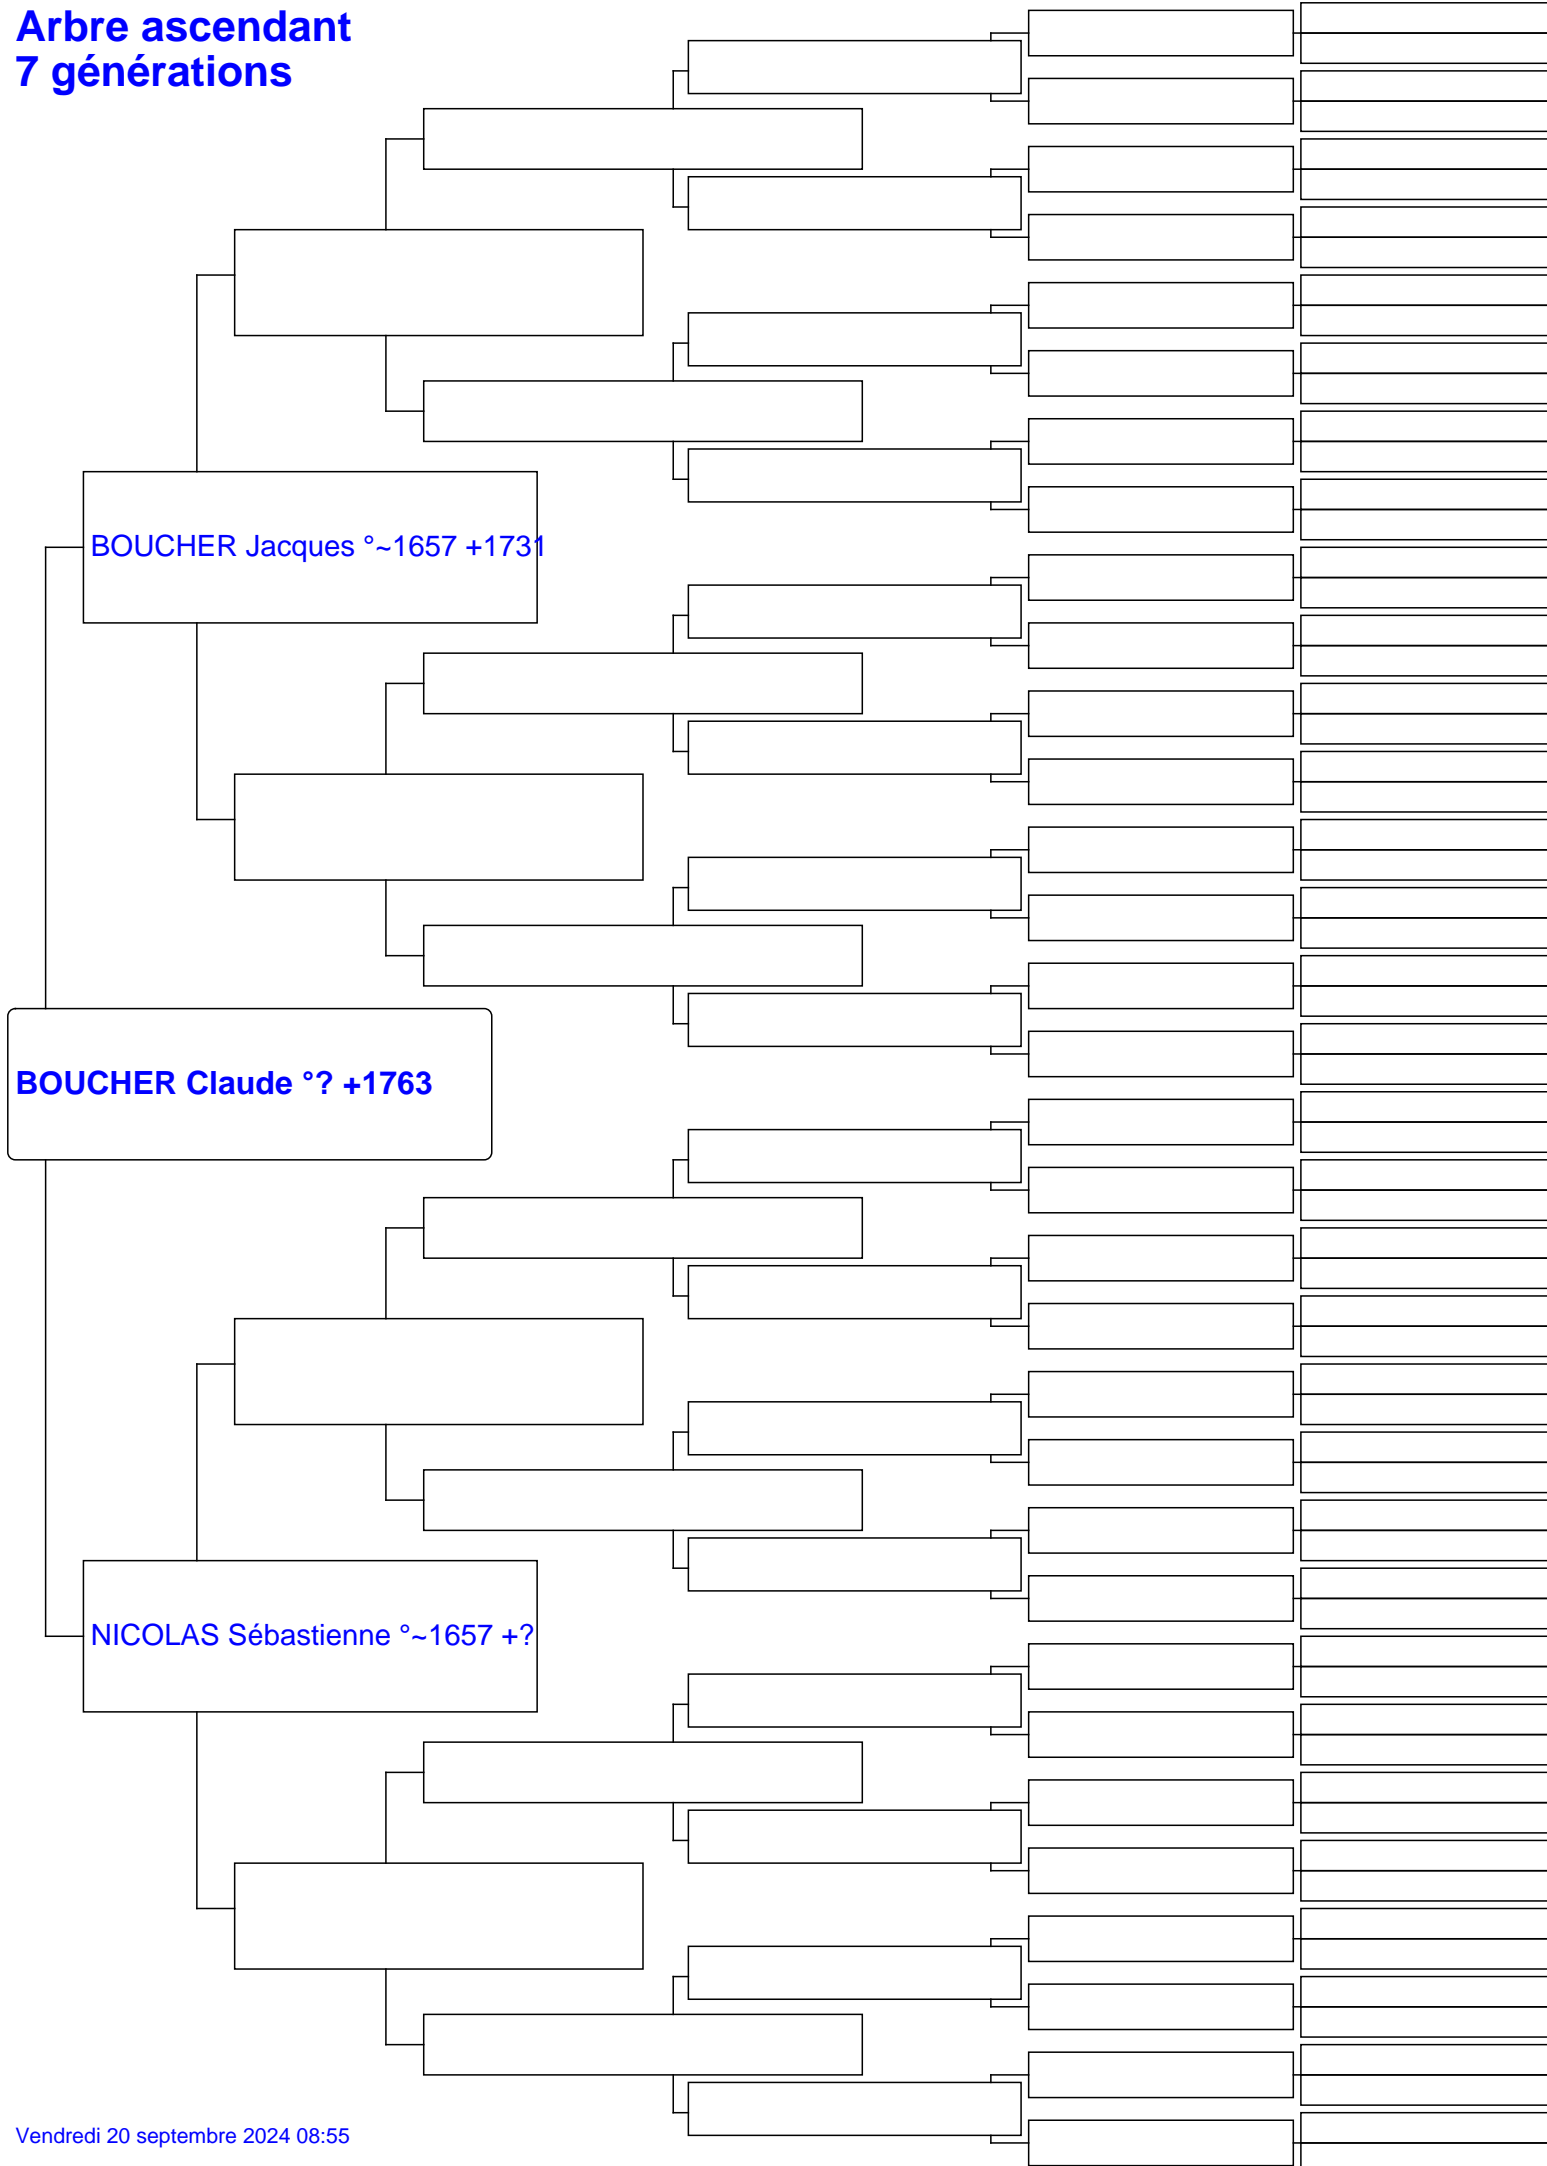 Arbre ascendant
7 générations
BOUCHER Jacques °~1657 +1731
BOUCHER Claude °? +1763
NICOLAS Sébastienne °~1657 +?
Vendredi 20 septembre 2024 08:55